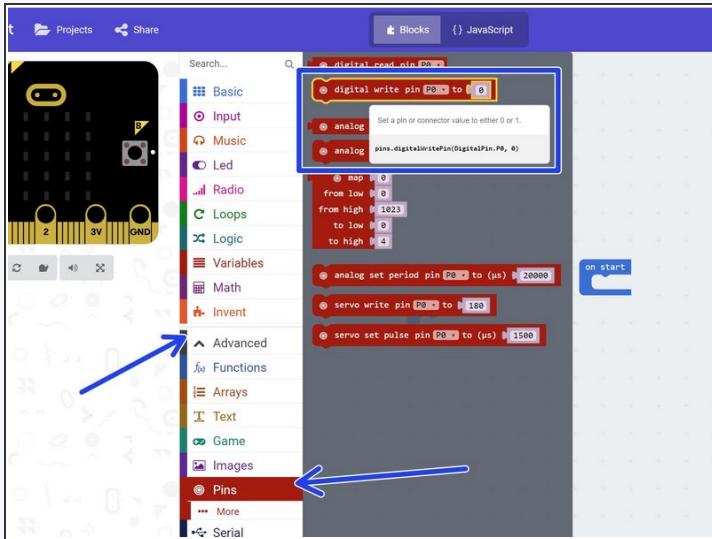 t Projects Share Blocks {} JavaScript
Search...
Basic
Input
Music
Led
Radio
Loops
Logic
Variables
Math
Invent
Advanced
Functions
Arrays
Text
Game
Images
Pins
More
Serial
B
2 3V GND
digital read pin P0
digital write pin P0 to 0
Set a pin or connector value to either 0 or 1.
pins.digitalWritePin(DigitalPin.P0, 0)
analog
analog
map 0
from low 0
from high 1023
to low 0
to high 4
analog set period pin P0 to (µs) 20000
servo write pin P0 to 180
servo set pulse pin P0 to (µs) 1500
on start